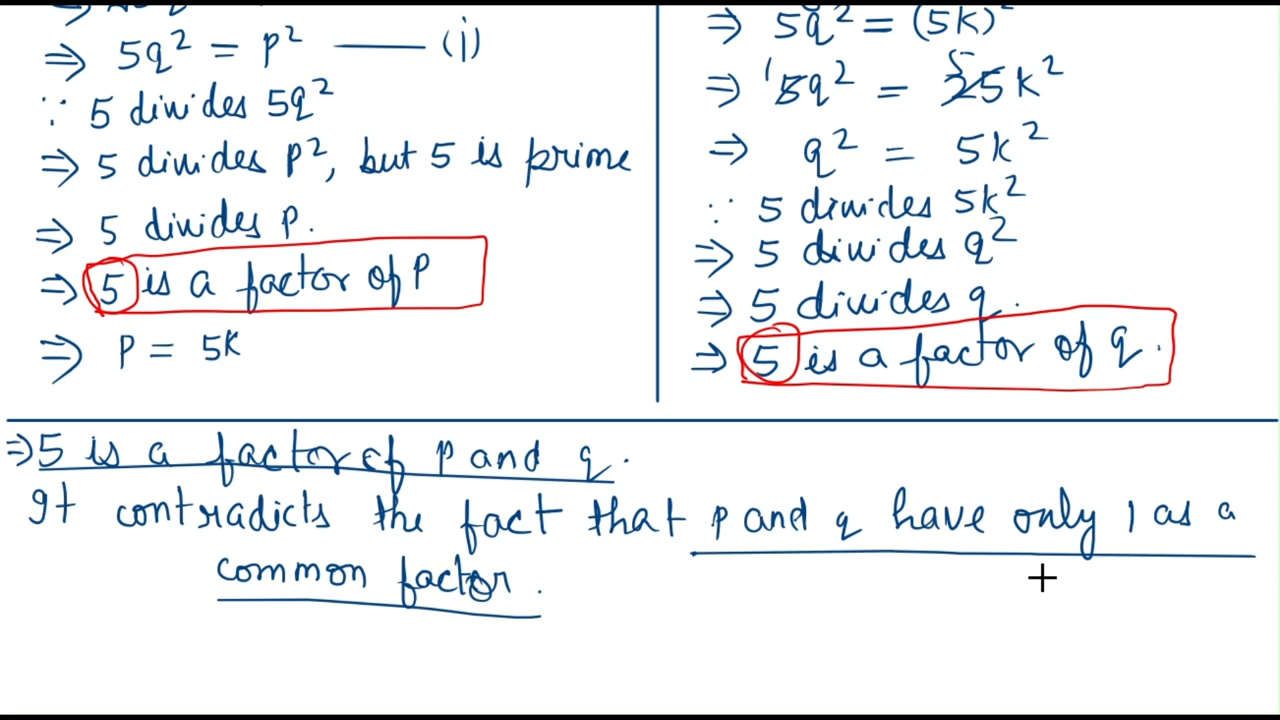 ⇒ 5q² = p² —— (i)
∵ 5 divides 5q²
⇒ 5 divides p², but 5 is prime
⇒ 5 divides p.
⇒ 5 is a factor of p
⇒ p = 5k
⇒ 5q² = (5k)²
⇒ ¹5q² = ⁵25k²
⇒ q² = 5k²
∵ 5 divides 5k²
⇒ 5 divides q²
⇒ 5 divides q.
⇒ 5 is a factor of q.
⇒ 5 is a factor of p and q.
It contradicts the fact that p and q have only 1 as a
common factor.